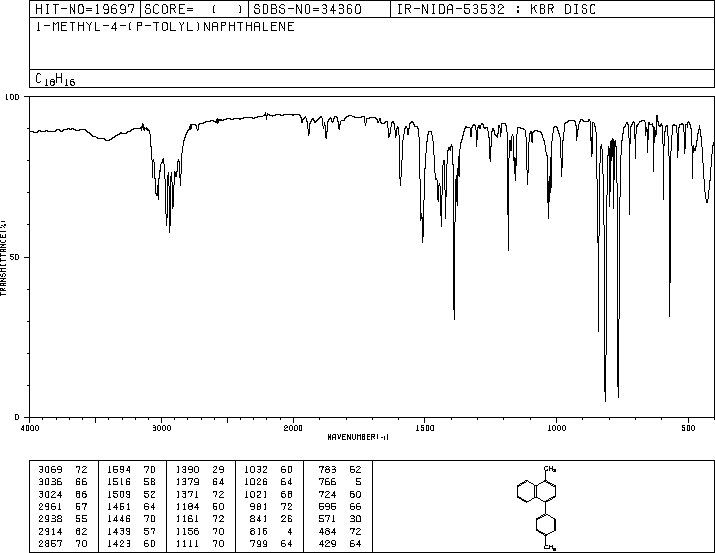 HIT-NO=19697 SCORE= ( ) SDBS-NO=34360 IR-NIDA-53532 : KBR DISC
1-METHYL-4-(P-TOLYL)NAPHTHALENE
C18H16
100
50
0
TRANSMITTANCE(%)
4000 3000 2000 1500 1000 500
WAVENUMBER(-1)
3069 72 1594 70 1390 29 1032 60 783 62
3036 66 1516 58 1379 64 1026 64 766 5
3024 66 1509 52 1371 72 1021 68 724 60
2961 57 1451 64 1184 50 981 72 696 66
2938 55 1446 70 1161 72 841 26 571 30
2914 62 1439 57 1156 70 816 4 484 72
2867 70 1423 60 1111 70 799 64 429 64
CH3
CH3